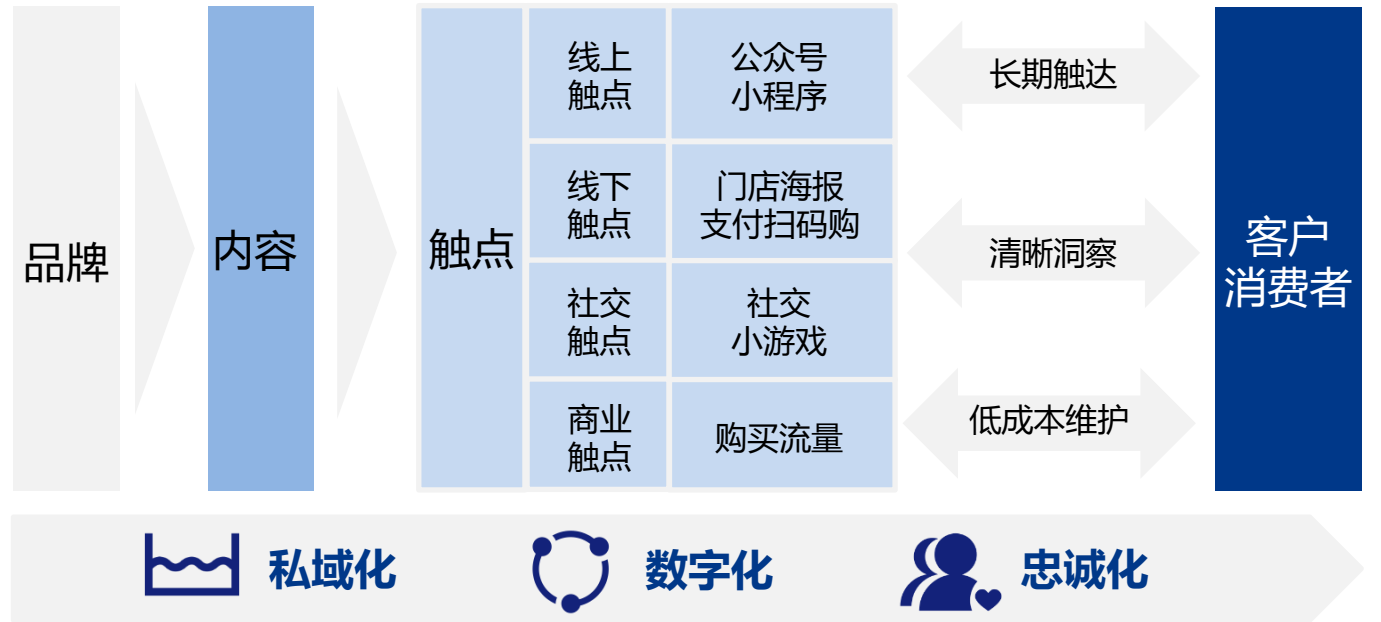 品牌
内容
触点
线上
触点
公众号
小程序
线下
触点
门店海报
支付扫码购
社交
触点
社交
小游戏
商业
触点
购买流量
长期触达
清晰洞察
低成本维护
客户
消费者
私域化
数字化
忠诚化